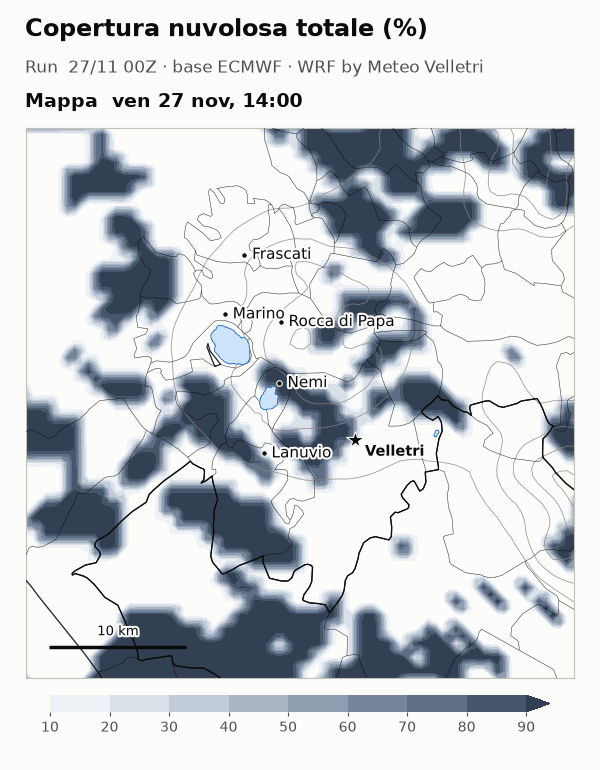 Copertura nuvolosa totale (%)
Run  27/11 00Z · base ECMWF · WRF by Meteo Velletri
Mappa  ven 27 nov, 14:00
Frascati
Marino
Rocca di Papa
Nemi
Velletri
Lanuvio
10 km
10 20 30 40 50 60 70 80 90